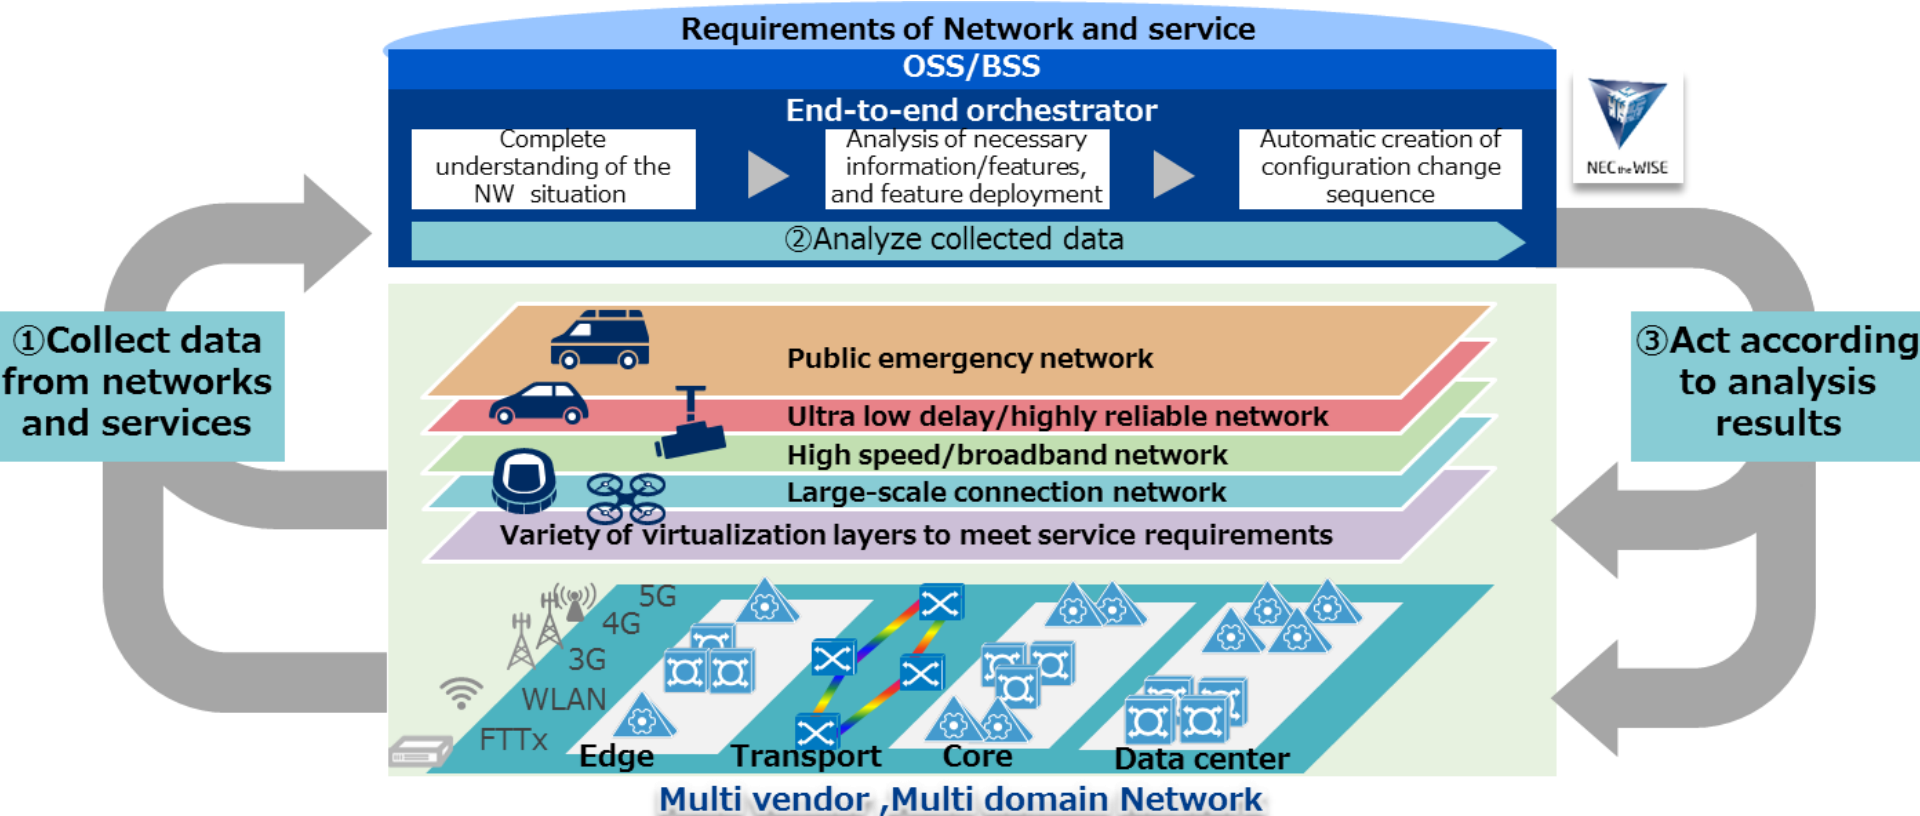 Requirements of Network and service
OSS/BSS
End-to-end orchestrator
Complete
understanding of the
NW situation
Analysis of necessary
information/features,
and feature deployment
Automatic creation of
configuration change
sequence
NEC the WISE
②Analyze collected data
①Collect data
from networks
and services
③Act according
to analysis
results
Public emergency network
Ultra low delay/highly reliable network
High speed/broadband network
Large-scale connection network
Variety of virtualization layers to meet service requirements
5G
4G
3G
WLAN
FTTx
Edge
Transport
Core
Data center
Multi vendor ,Multi domain Network